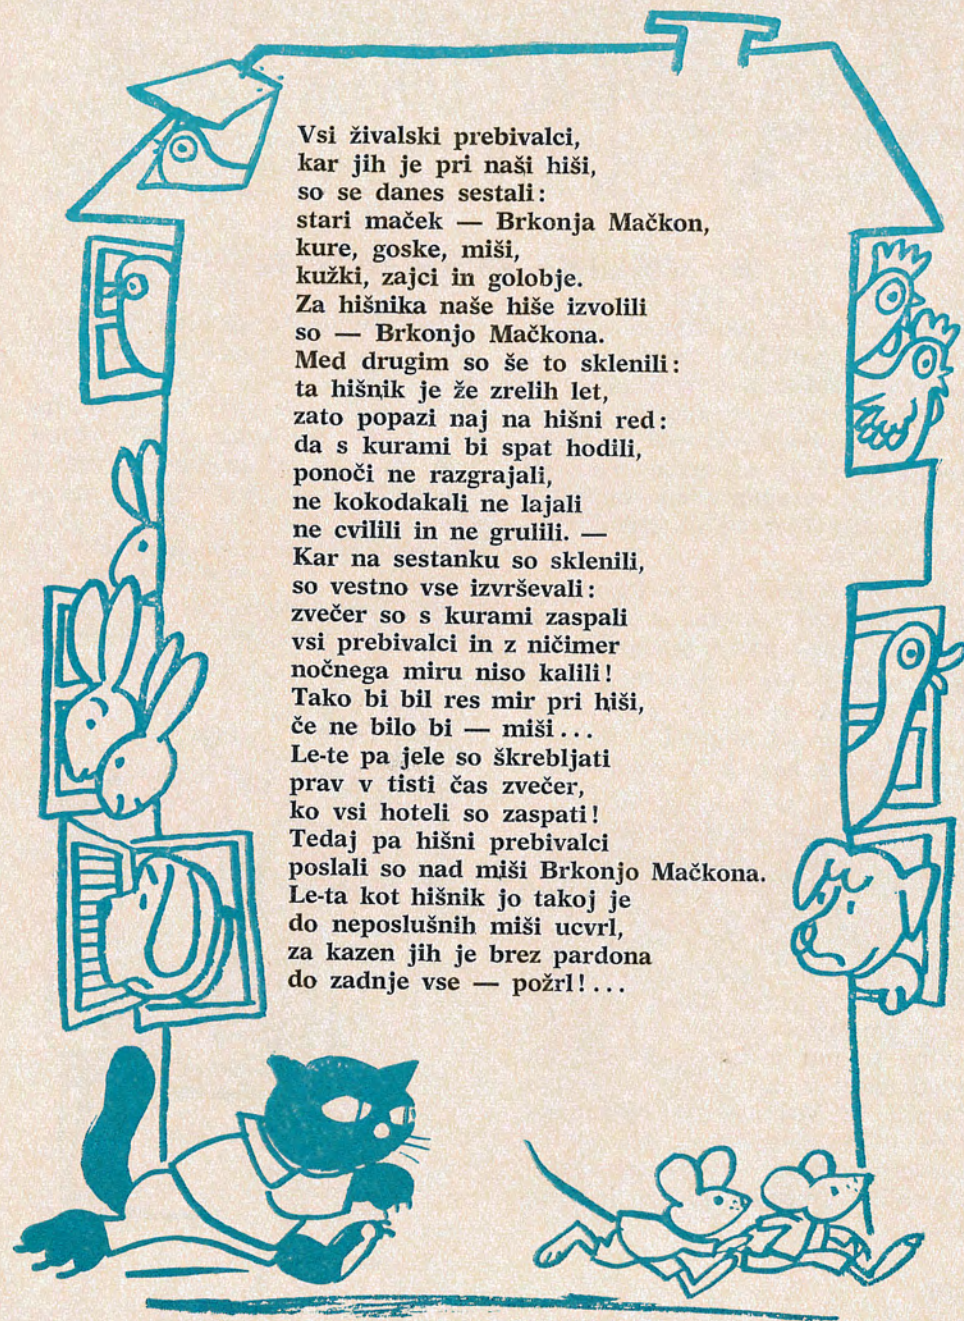 Vsi živalski prebivalci,
kar jih je pri naši hiši,
so se danes sestali:
stari maček — Brkonja Mačkon,
kure, goske, miši,
kužki, zajci in golobje.
Za hišnika naše hiše izvolili
so — Brkonjo Mačkona.
Med drugim so še to sklenili:
ta hišnik je že zrelih let,
zato popazi naj na hišni red:
da s kurami bi spat hodili,
ponoči ne razgrajali,
ne kokodakali ne lajali
ne cvilili in ne grulili. —
Kar na sestanku so sklenili,
so vestno vse izvrševali:
zvečer so s kurami zaspali
vsi prebivalci in z ničimer
nočnega miru niso kalili!
Tako bi bil res mir pri hiši,
če ne bilo bi — miši...
Le-te pa jele so škrebljati
prav v tisti čas zvečer,
ko vsi hoteli so zaspati!
Tedaj pa hišni prebivalci
poslali so nad miši Brkonjo Mačkona.
Le-ta kot hišnik jo takoj je
do neposlušnih miši ucvrl,
za kazen jih je brez pardona
do zadnje vse — požrl!...